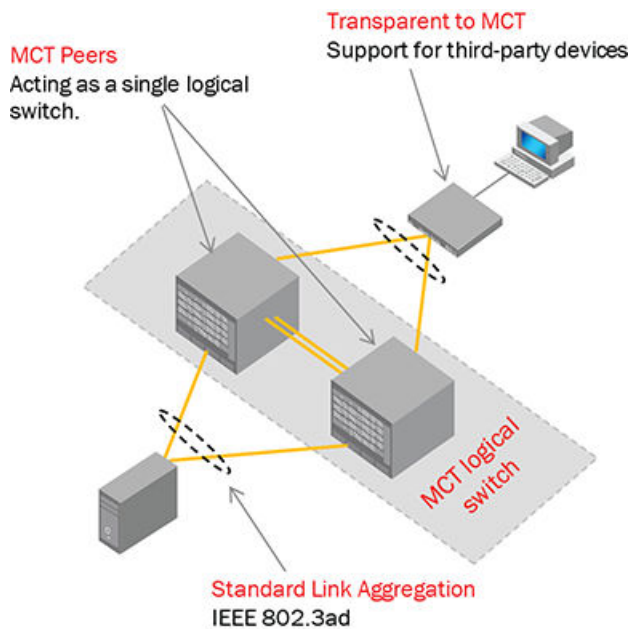 Transparent to MCT
Support for third-party devices
MCT Peers
Acting as a single logical
switch.
MCT logical
switch
Standard Link Aggregation
IEEE 802.3ad